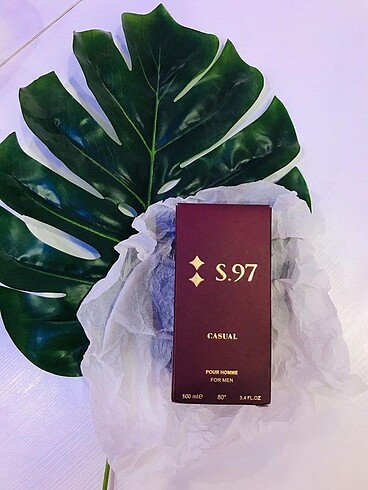 S.97
CASUAL
POUR HOMME
FOR MEN
100 ml℮ 80° 3.4 FL.OZ